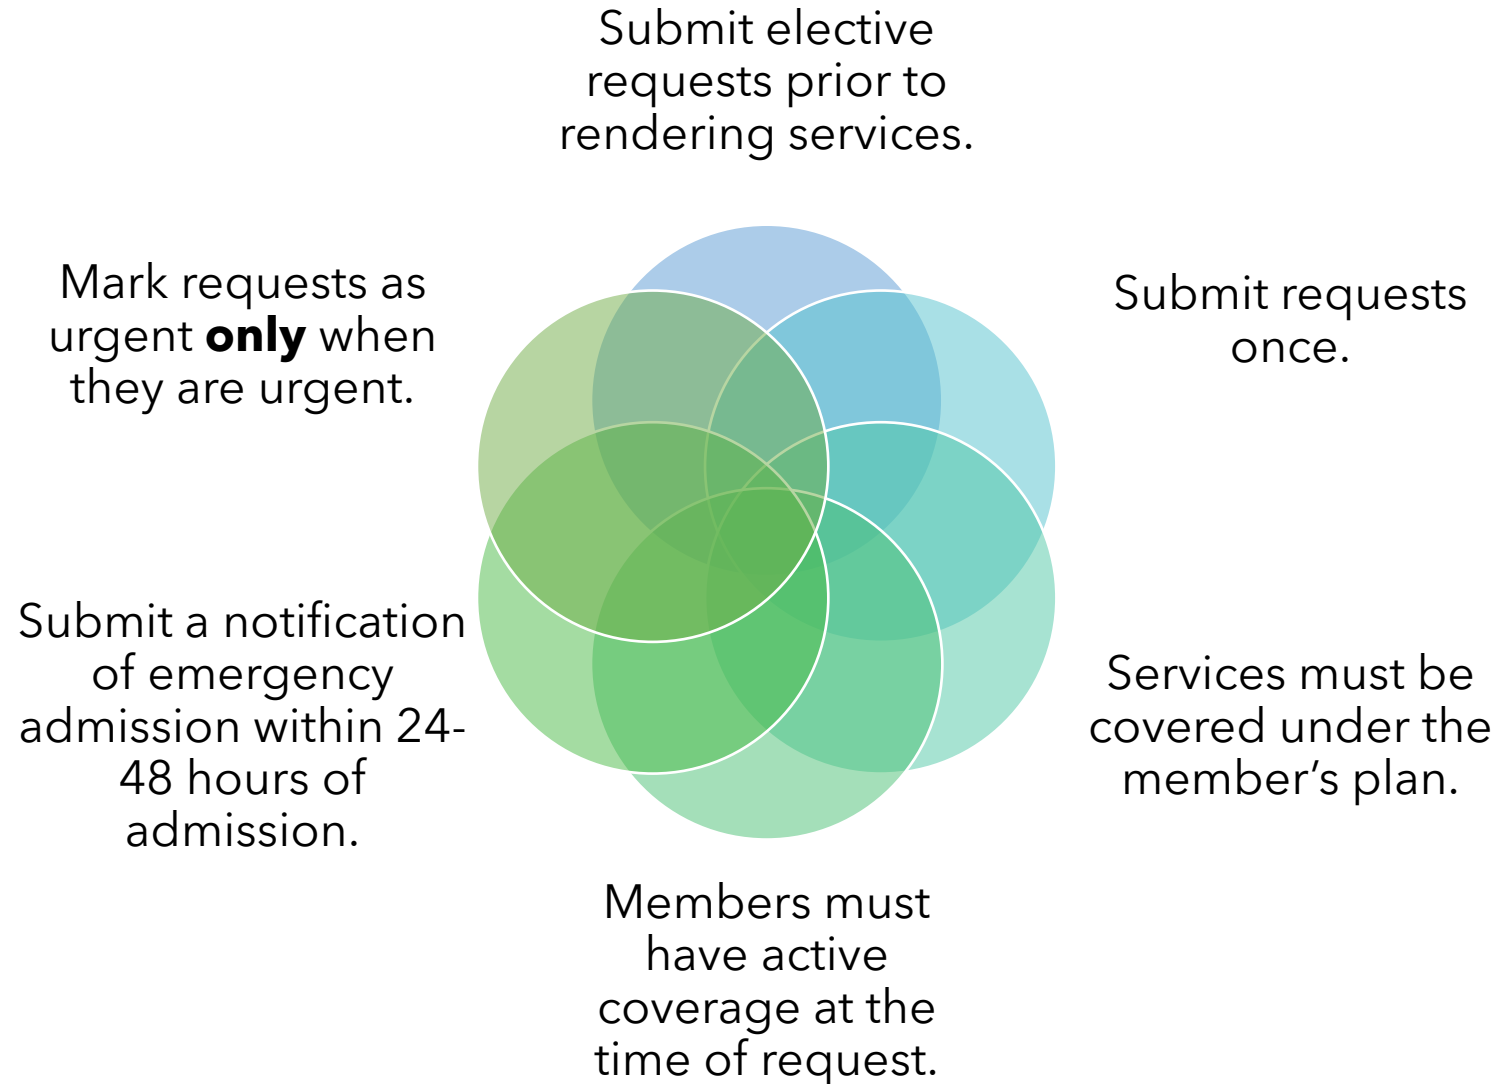 Submit elective
requests prior to
rendering services.
Submit requests
once.
Services must be
covered under the
member’s plan.
Members must
have active
coverage at the
time of request.
Submit a notification
of emergency
admission within 24-
48 hours of
admission.
Mark requests as
urgent only when
they are urgent.